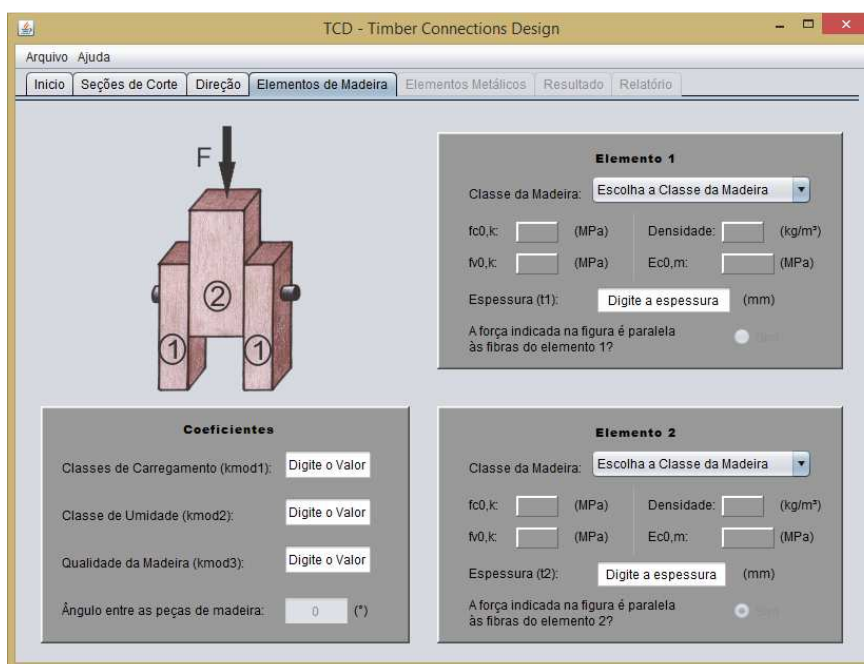 TCD - Timber Connections Design
Arquivo Ajuda
Inicio Seções de Corte Direção Elementos de Madeira Elementos Metálicos Resultado Relatório
F
2
1 1
Elemento 1
Classe da Madeira: Escolha a Classe da Madeira
fc0,k: (MPa) Densidade: (kg/m³)
fv0,k: (MPa) Ec0,m: (MPa)
Espessura (t1): Digite a espessura (mm)
A força indicada na figura é paralela
às fibras do elemento 1?
Coeficientes
Classes de Carregamento (kmod1): Digite o Valor
Classe de Umidade (kmod2): Digite o Valor
Qualidade da Madeira (kmod3): Digite o Valor
Ângulo entre as peças de madeira: 0 (°)
Elemento 2
Classe da Madeira: Escolha a Classe da Madeira
fc0,k: (MPa) Densidade: (kg/m³)
fv0,k: (MPa) Ec0,m: (MPa)
Espessura (t2): Digite a espessura (mm)
A força indicada na figura é paralela
às fibras do elemento 2?